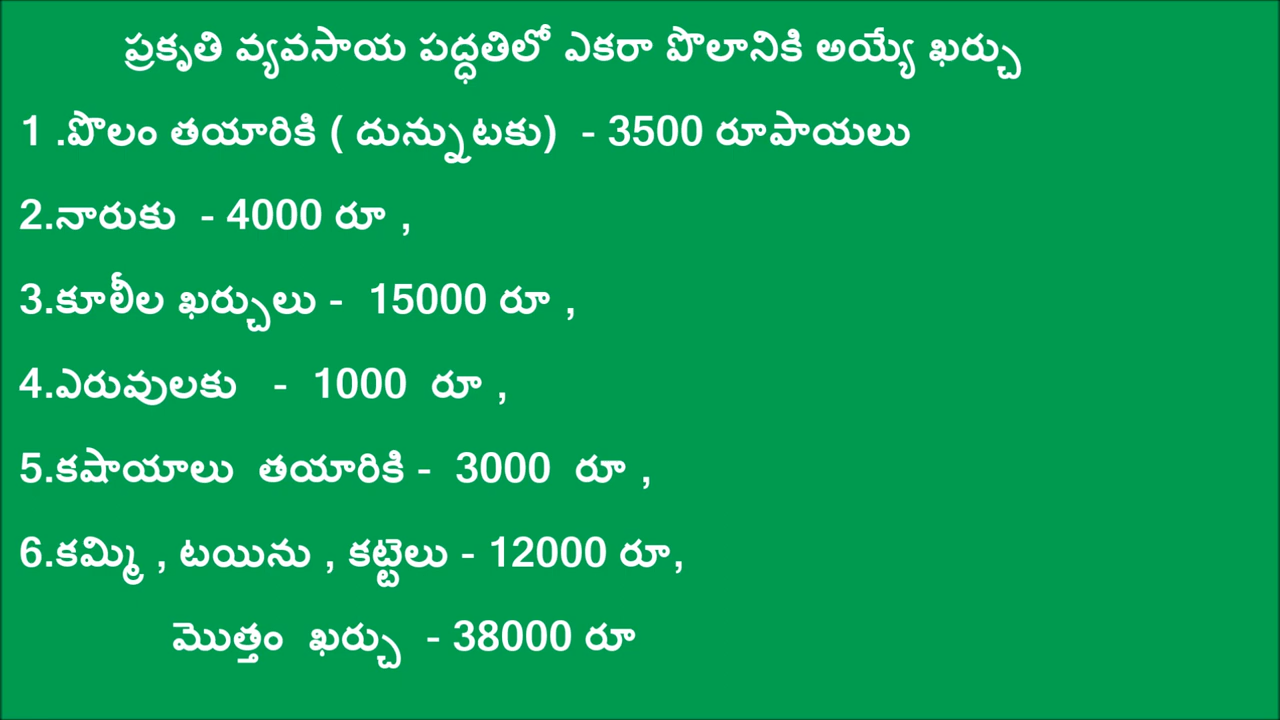 ప్రకృతి వ్యవసాయ పద్ధతిలో ఎకరా పొలానికి అయ్యే ఖర్చు
1 .పొలం తయారికి ( దున్నుటకు)  - 3500 రూపాయలు
2.నారుకు  - 4000 రూ ,
3.కూలీల ఖర్చులు -  15000 రూ ,
4.ఎరువులకు   -  1000  రూ ,
5.కషాయాలు  తయారికి -  3000  రూ ,
6.కమ్మి , టయిను , కట్టెలు - 12000 రూ,
మొత్తం  ఖర్చు  - 38000 రూ